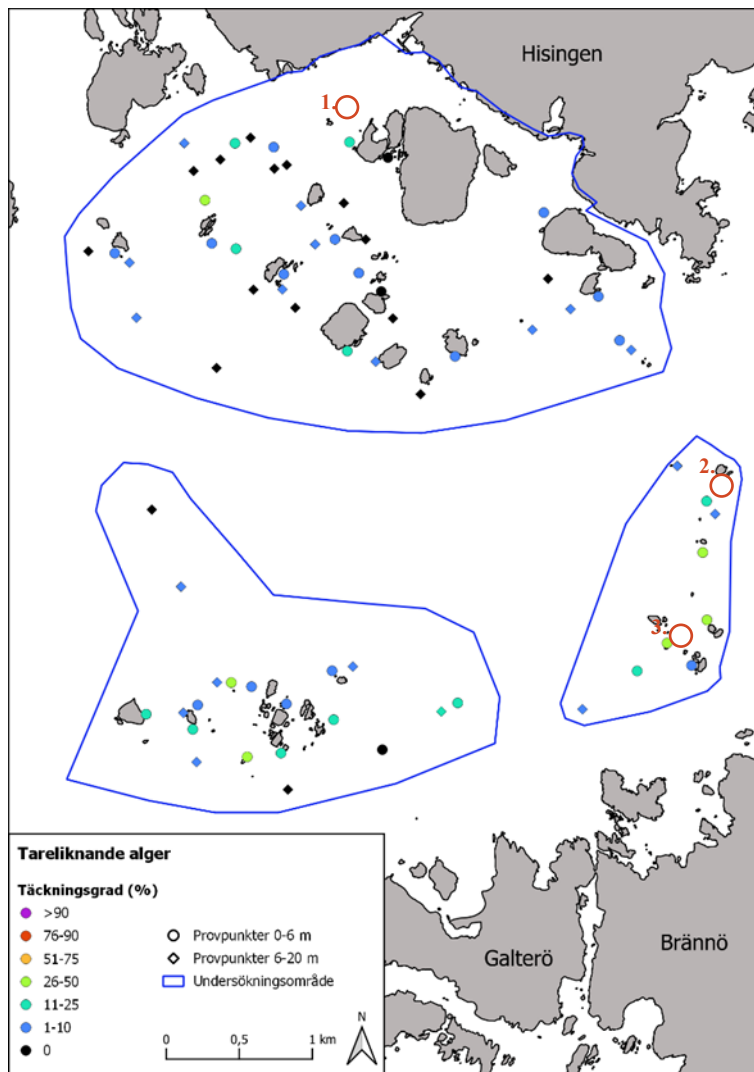 Hisingen
1.
2.
3.
Tareliknande alger
Täckningsgrad (%)
>90
76-90
51-75
26-50
11-25
1-10
0
Provpunkter 0-6 m
Provpunkter 6-20 m
Undersökningsområde
N
0 0,5 1 km
Galterö
Brännö